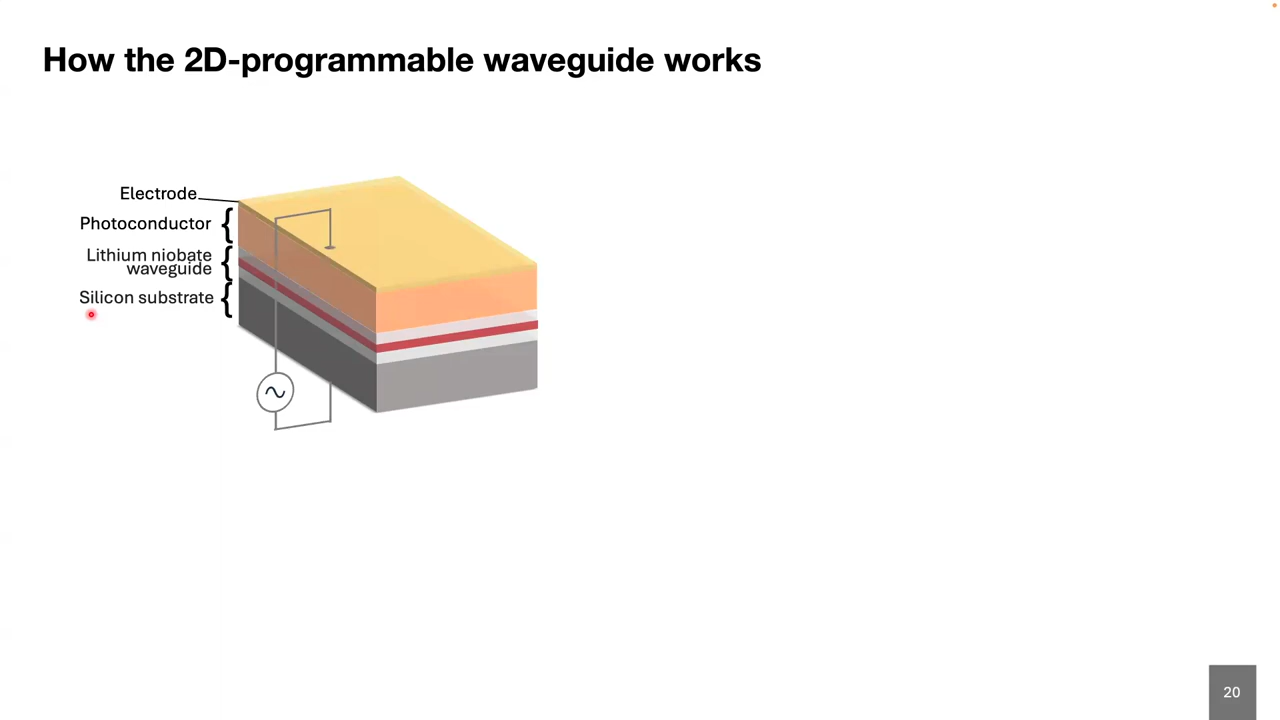 How the 2D-programmable waveguide works
Electrode
Photoconductor
Lithium niobate
waveguide
Silicon substrate
20